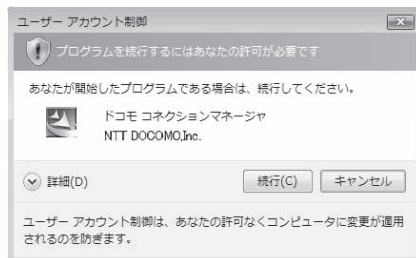 ユーザー アカウント制御
プログラムを続行するにはあなたの許可が必要です
あなたが開始したプログラムである場合は、続行してください。
ドコモ コネクションマネージャ
NTT DOCOMO,Inc.
詳細(D)
続行(C)
キャンセル
ユーザー アカウント制御は、あなたの許可なくコンピュータに変更が適用
されるのを防ぎます。